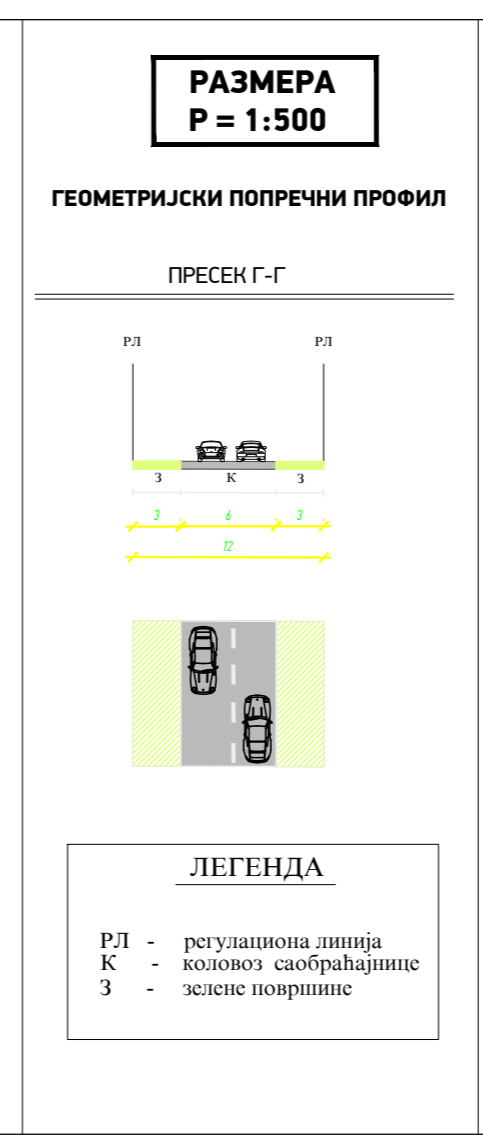 РАЗМЕРА
Р = 1:500
ГЕОМЕТРИЈСКИ ПОПРЕЧНИ ПРОФИЛ
ПРЕСЕК Г-Г
РЛ РЛ
З К З
3 6 3
12
ЛЕГЕНДА
РЛ - регулациона линија
К - коловоз саобраћајнице
З - зелене површине